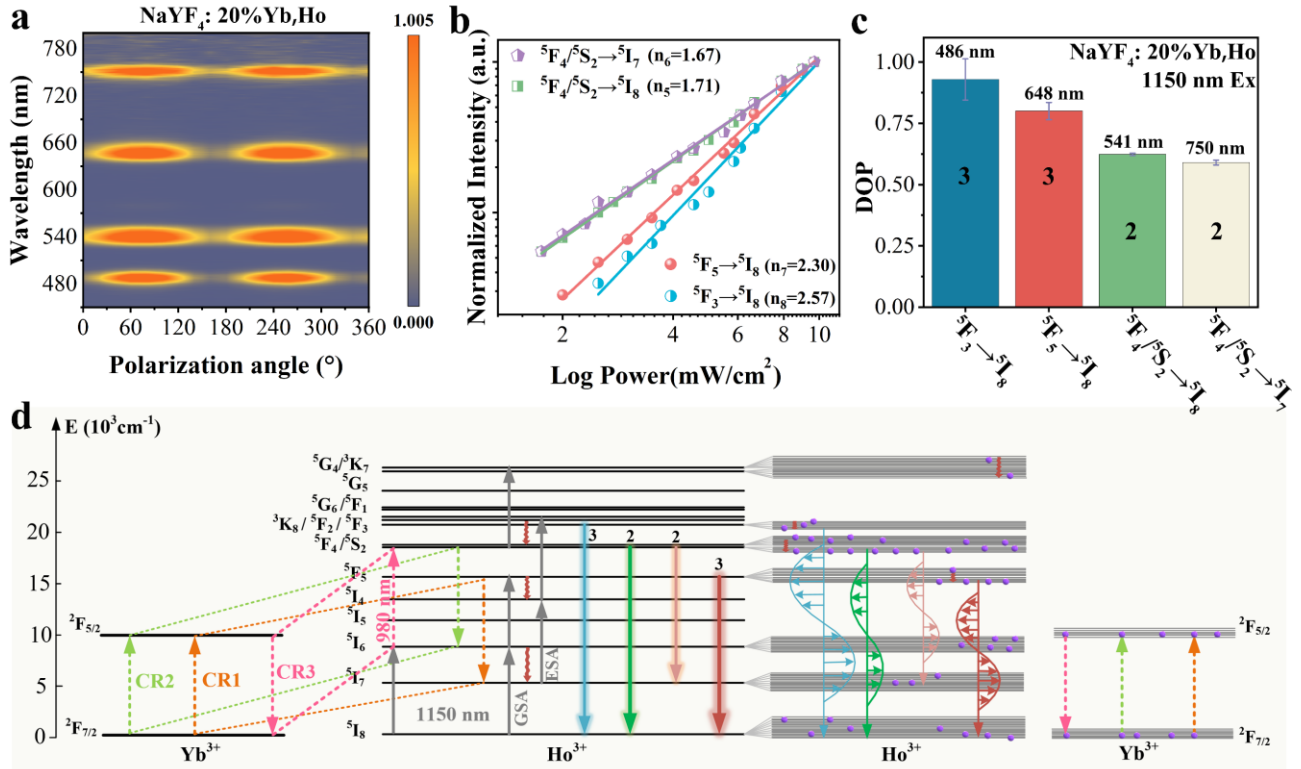 a
NaYF₄: 20%Yb,Ho
1.005
0.000
780
720
660
600
540
480
Wavelength (nm)
0 60 120 180 240 300 360
Polarization angle (°)
b
⁵F₄/⁵S₂→⁵I₇ (n₆=1.67)
⁵F₄/⁵S₂→⁵I₈ (n₅=1.71)
⁵F₅→⁵I₈ (n₇=2.30)
⁵F₃→⁵I₈ (n₈=2.57)
Normalized Intensity (a.u.)
2 4 6 8 10
Log Power(mW/cm²)
c
NaYF₄: 20%Yb,Ho
1150 nm Ex
486 nm
648 nm
541 nm
750 nm
1.00
0.75
0.50
0.25
0.00
DOP
3 3 2 2
⁵F₃→⁵I₈
⁵F₅→⁵I₈
⁵F₄/⁵S₂→⁵I₈
⁵F₄/⁵S₂→⁵I₇
d
E (10³cm⁻¹)
25
20
15
10
5
0
²F₅/₂
²F₇/₂
CR2
CR1
CR3
Yb³⁺
⁵G₄/³K₇
⁵G₅
⁵G₆/⁵F₁
³K₈/⁵F₂/⁵F₃
⁵F₄/⁵S₂
⁵F₅
⁵I₄
⁵I₅
⁵I₆
⁵I₇
⁵I₈
980 nm
1150 nm
GSA
ESA
3 2 2 3
Ho³⁺
Ho³⁺
²F₅/₂
²F₇/₂
Yb³⁺